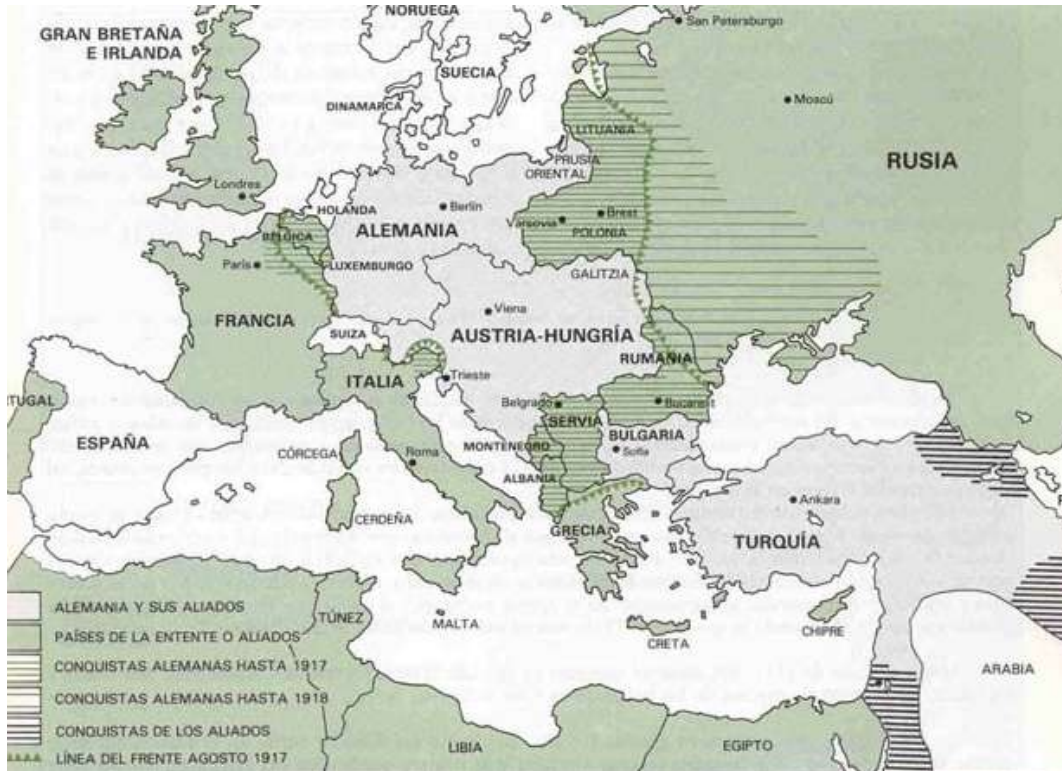 NORUEGA
San Petersburgo
GRAN BRETAÑA
E IRLANDA
SUECIA
Moscú
DINAMARCA
LITUANIA
RUSIA
PRUSIA
ORIENTAL
Londres
HOLANDA
Berlín
ALEMANIA
Varsovia
Brest
POLONIA
BELGICA
París
LUXEMBURGO
GALITZIA
Viena
FRANCIA
SUIZA
AUSTRIA-HUNGRÍA
RUMANIA
ITALIA
Trieste
Belgrado
Bucarest
SERVIA
TUGAL
ESPAÑA
CÓRCEGA
Roma
MONTENEGRO
BULGARIA
Sofía
ALBANIA
CERDEÑA
GRECIA
Ankara
TURQUÍA
TÚNEZ
MALTA
CRETA
CHIPRE
ARABIA
LIBIA
EGIPTO
ALEMANIA Y SUS ALIADOS
PAÍSES DE LA ENTENTE O ALIADOS
CONQUISTAS ALEMANAS HASTA 1917
CONQUISTAS ALEMANAS HASTA 1918
CONQUISTAS DE LOS ALIADOS
LÍNEA DEL FRENTE AGOSTO 1917